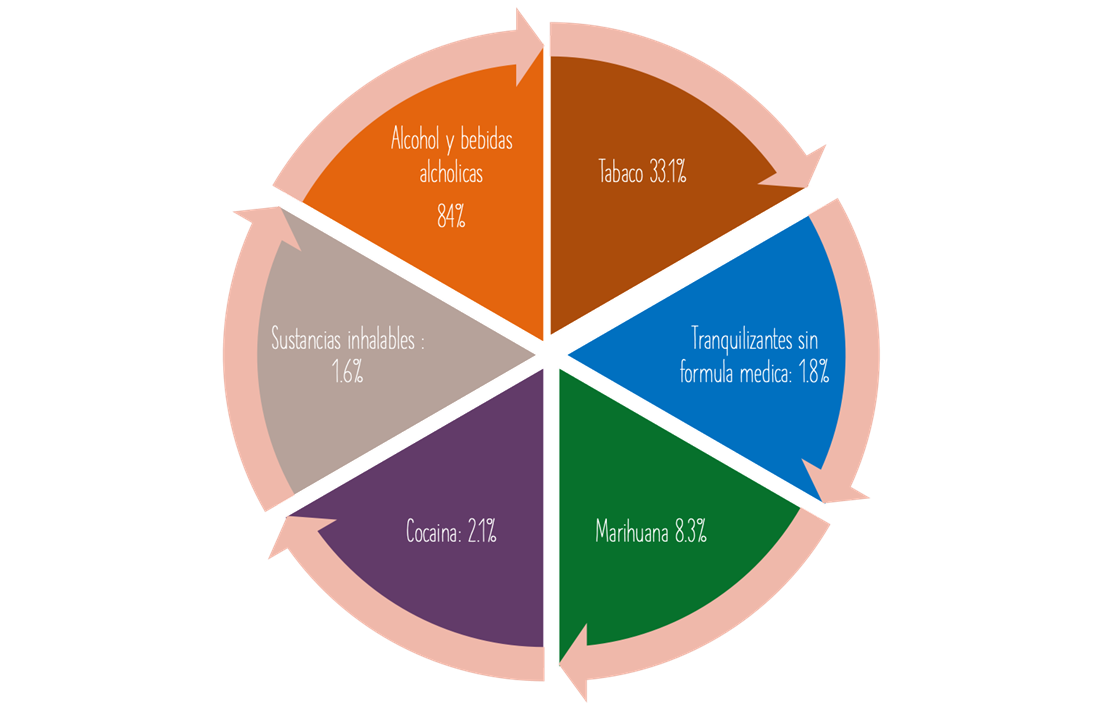 Alcohol y bebidas
alcholicas
84%
Tabaco 33.1%
Sustancias inhalables :
1.6%
Tranquilizantes sin
formula medica: 1.8%
Cocaina: 2.1%
Marihuana 8.3%